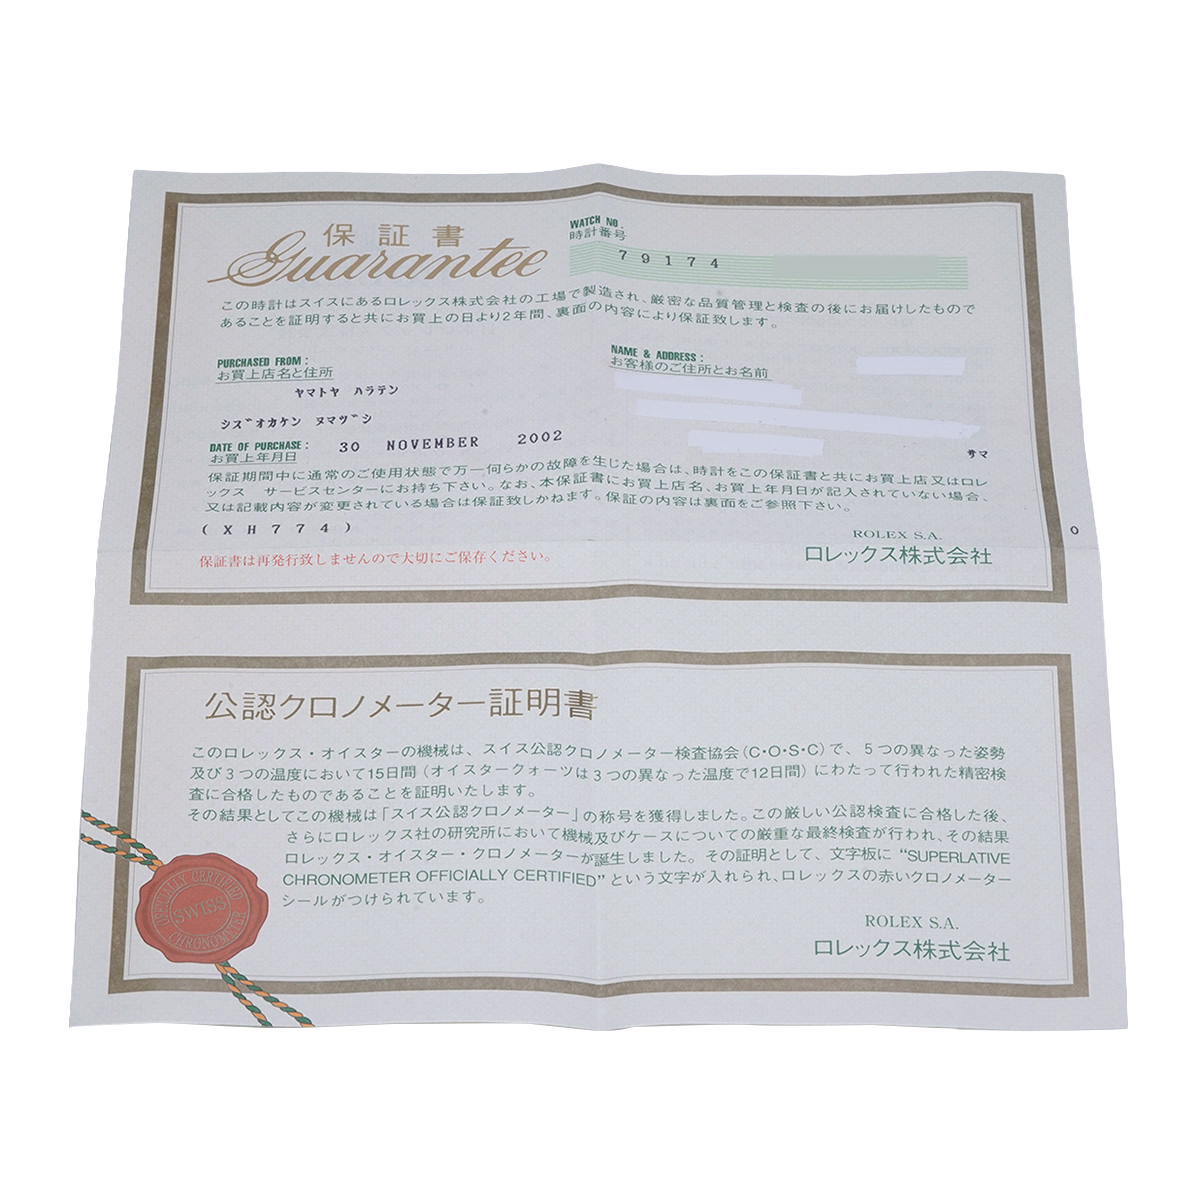 保証書
Guarantee
WATCH NO.
時計番号
79174
この時計はスイスにあるロレックス株式会社の工場で製造され、厳密な品質管理と検査の後にお届けしたもので
あることを証明すると共にお買上の日より2年間、裏面の内容により保証致します。
PURCHASED FROM :
お買上店名と住所
ヤマトヤ ハラテン
シズ゛オカケン ヌマヅ゛シ
NAME & ADDRESS :
お客様のご住所とお名前
サマ
DATE OF PURCHASE :
お買上年月日
30 NOVEMBER 2002
保証期間中に通常のご使用状態で万一何らかの故障を生じた場合は、時計をこの保証書と共にお買上店又はロレ
ックス サービスセンターにお持ち下さい。なお、本保証書にお買上店名、お買上年月日が記入されていない場合、
又は記載内容が変更されている場合は保証致しかねます。保証の内容は裏面をご参照下さい。
(XH774)
0
ROLEX S.A.
ロレックス株式会社
保証書は再発行致しませんので大切にご保存ください。
公認クロノメーター証明書
このロレックス・オイスターの機械は、スイス公認クロノメーター検査協会(C・O・S・C)で、5つの異なった姿勢
及び3つの温度において15日間(オイスタークォーツは3つの異なった温度で12日間)にわたって行われた精密検
査に合格したものであることを証明いたします。
その結果としてこの機械は「スイス公認クロノメーター」の称号を獲得しました。この厳しい公認検査に合格した後、
さらにロレックス社の研究所において機械及びケースについての厳重な最終検査が行われ、その結果
ロレックス・オイスター・クロノメーターが誕生しました。その証明として、文字板に “SUPERLATIVE
CHRONOMETER OFFICIALLY CERTIFIED” という文字が入れられ、ロレックスの赤いクロノメーター
シールがつけられています。
OFFICIALLY CERTIFIED
SWISS
CHRONOMETER
ROLEX S.A.
ロレックス株式会社